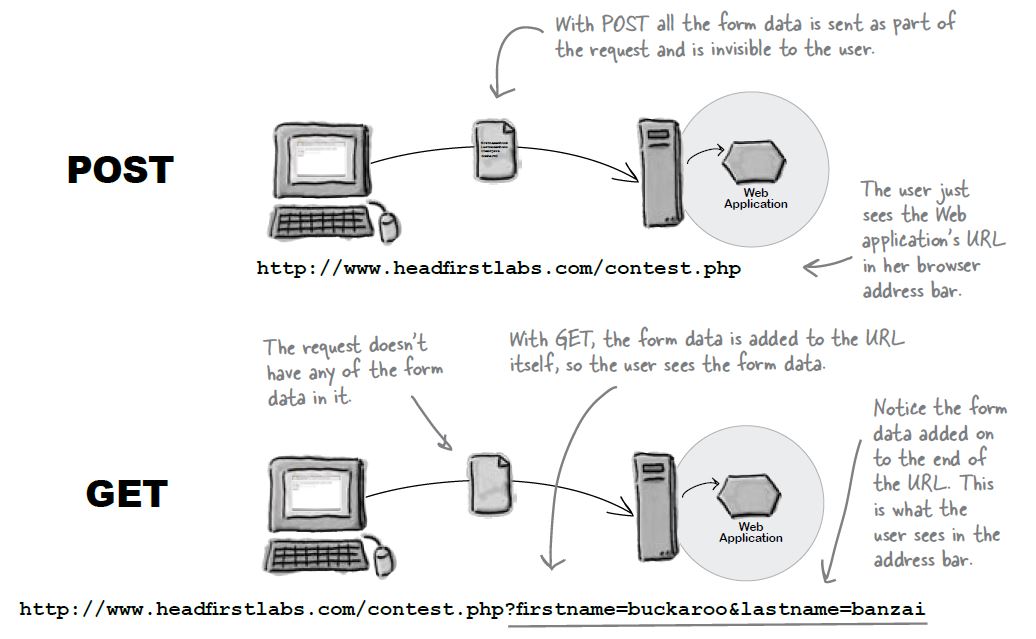 With POST all the form data is sent as part of
the request and is invisible to the user.
POST
Web
Application
The user just
sees the Web
application's URL
in her browser
address bar.
http://www.headfirstlabs.com/contest.php
The request doesn't
have any of the form
data in it.
With GET, the form data is added to the URL
itself, so the user sees the form data.
Notice the form
data added on
to the end of
the URL. This
is what the
user sees in the
address bar.
GET
Web
Application
http://www.headfirstlabs.com/contest.php?firstname=buckaroo&lastname=banzai